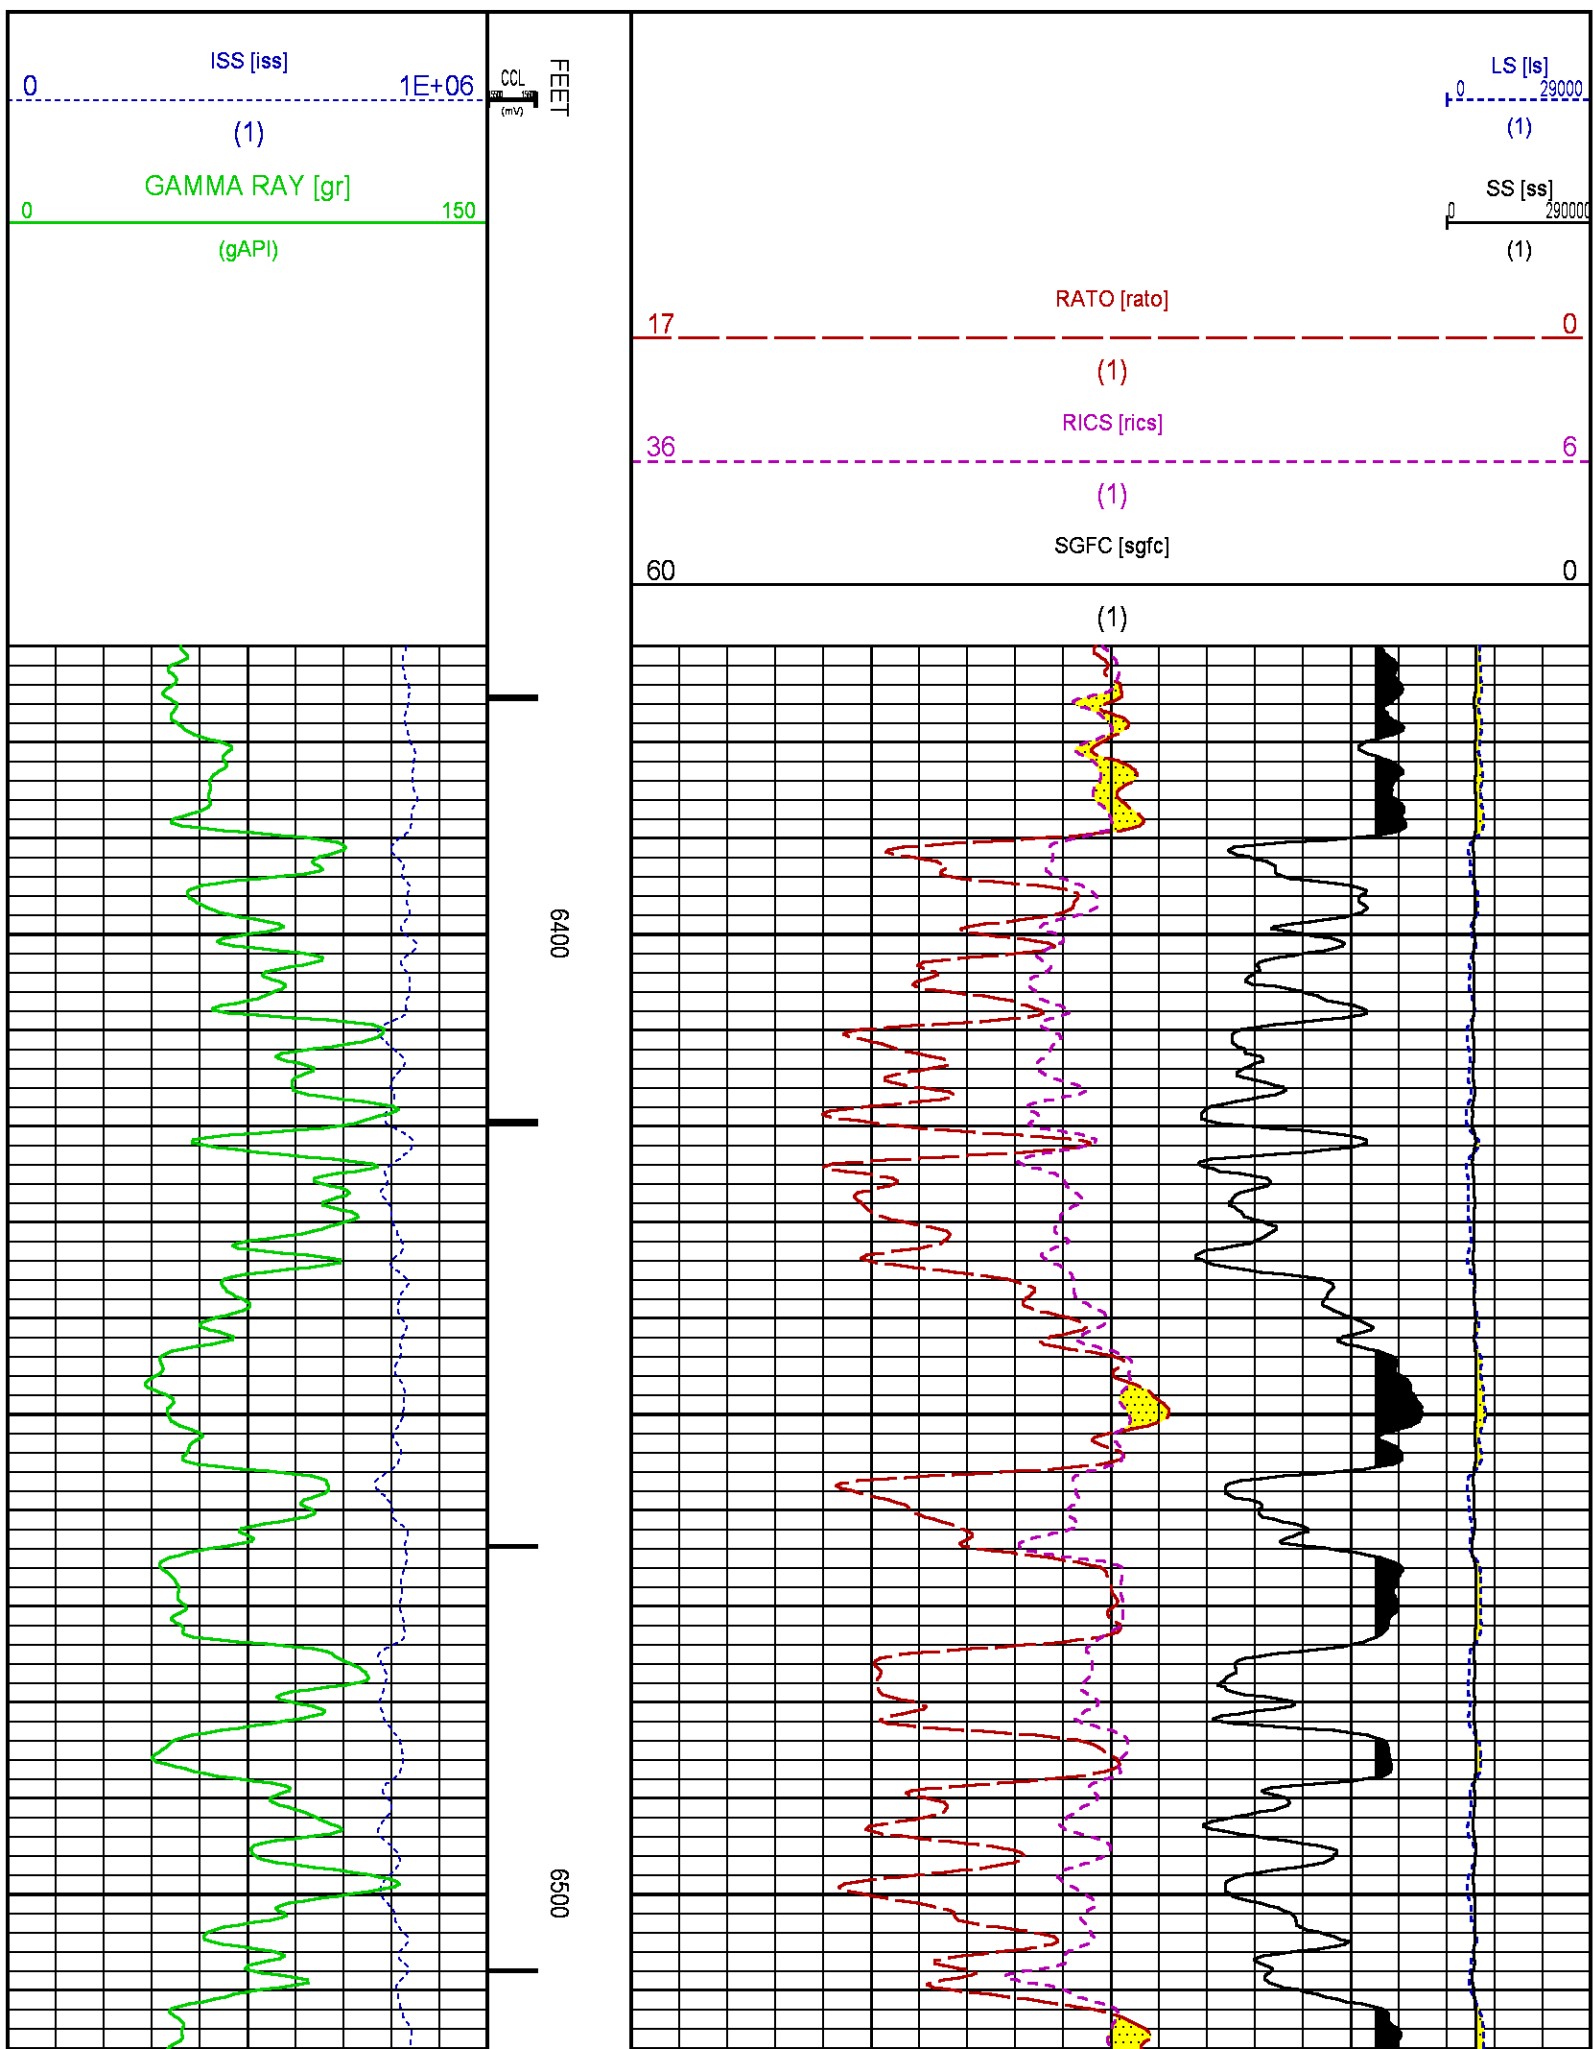 ISS [iss]
0 1E+06
(1)
GAMMA RAY [gr]
0 150
(gAPI)
CCL
(mV)
FEET
LS [ls]
0 29000
(1)
SS [ss]
0 290000
(1)
RATO [rato]
17 0
(1)
RICS [rics]
36 6
(1)
SGFC [sgfc]
60 0
(1)
6400
6500